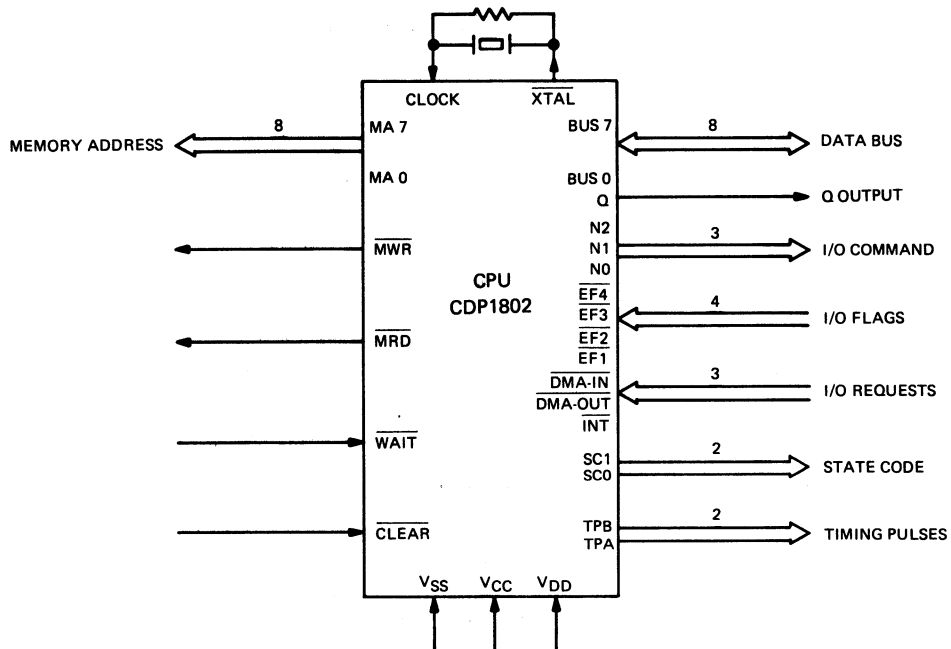 CLOCK
XTAL
MEMORY ADDRESS
8
MA 7
MA 0
MWR
MRD
WAIT
CLEAR
CPU
CDP1802
BUS 7
8
DATA BUS
BUS 0
Q
Q OUTPUT
N2
N1
N0
3
I/O COMMAND
EF4
EF3
EF2
EF1
4
I/O FLAGS
DMA-IN
DMA-OUT
INT
3
I/O REQUESTS
SC1
SC0
2
STATE CODE
TPB
TPA
2
TIMING PULSES
VSS
VCC
VDD